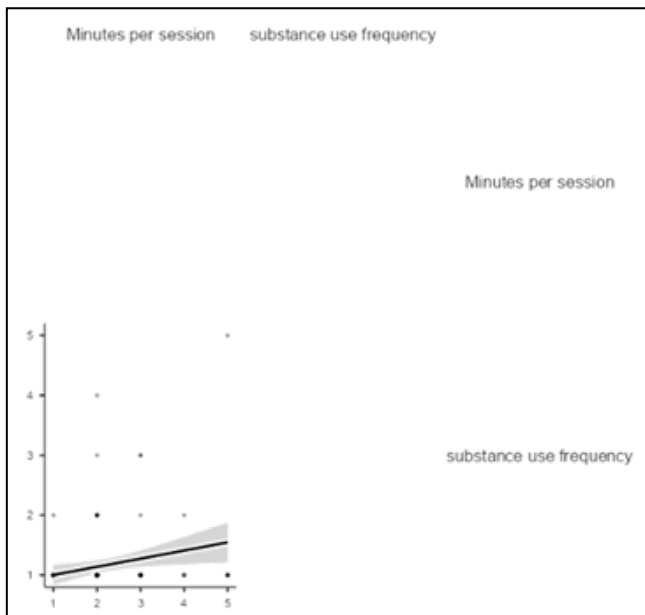 Minutes per session substance use frequency
Minutes per session
5
4
3
substance use frequency
2
1
1 2 3 4 5